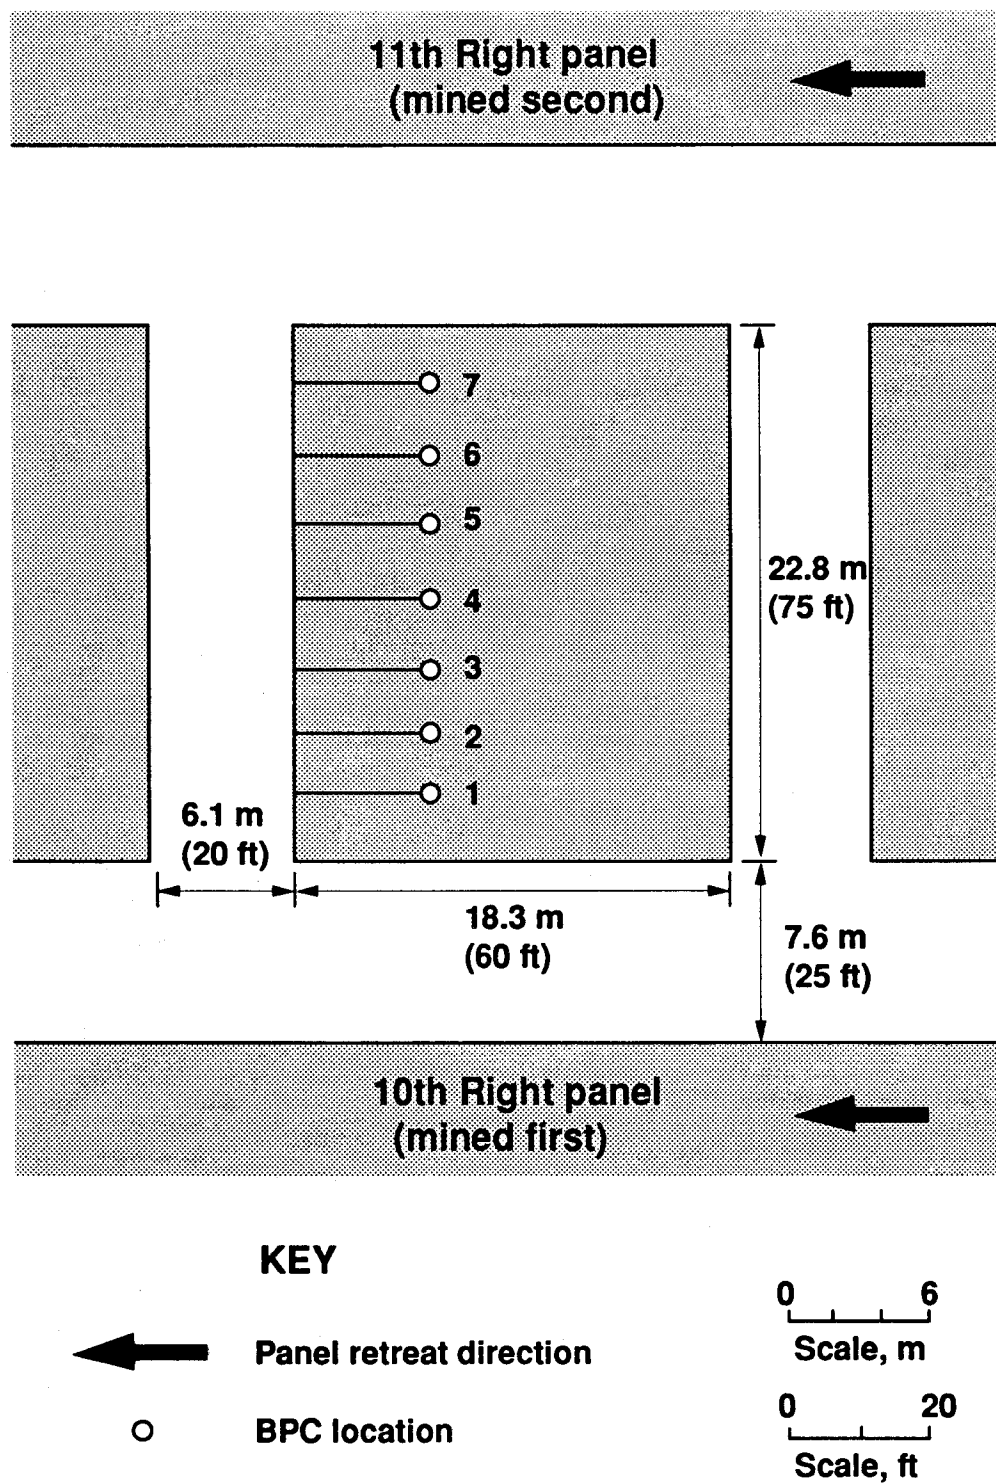 11th Right panel
(mined second)
7
6
5
4
3
2
1
22.8 m
(75 ft)
6.1 m
(20 ft)
18.3 m
(60 ft)
7.6 m
(25 ft)
10th Right panel
(mined first)
KEY
Panel retreat direction
BPC location
0 6
Scale, m
0 20
Scale, ft